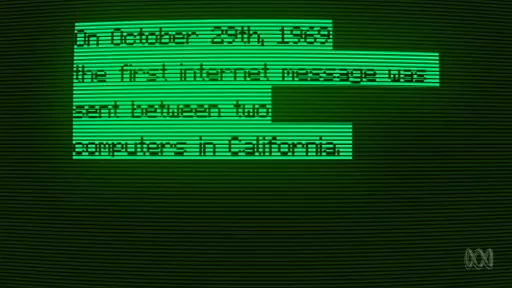 On October 29th, 1969
the first internet message was
sent between two
computers in California.